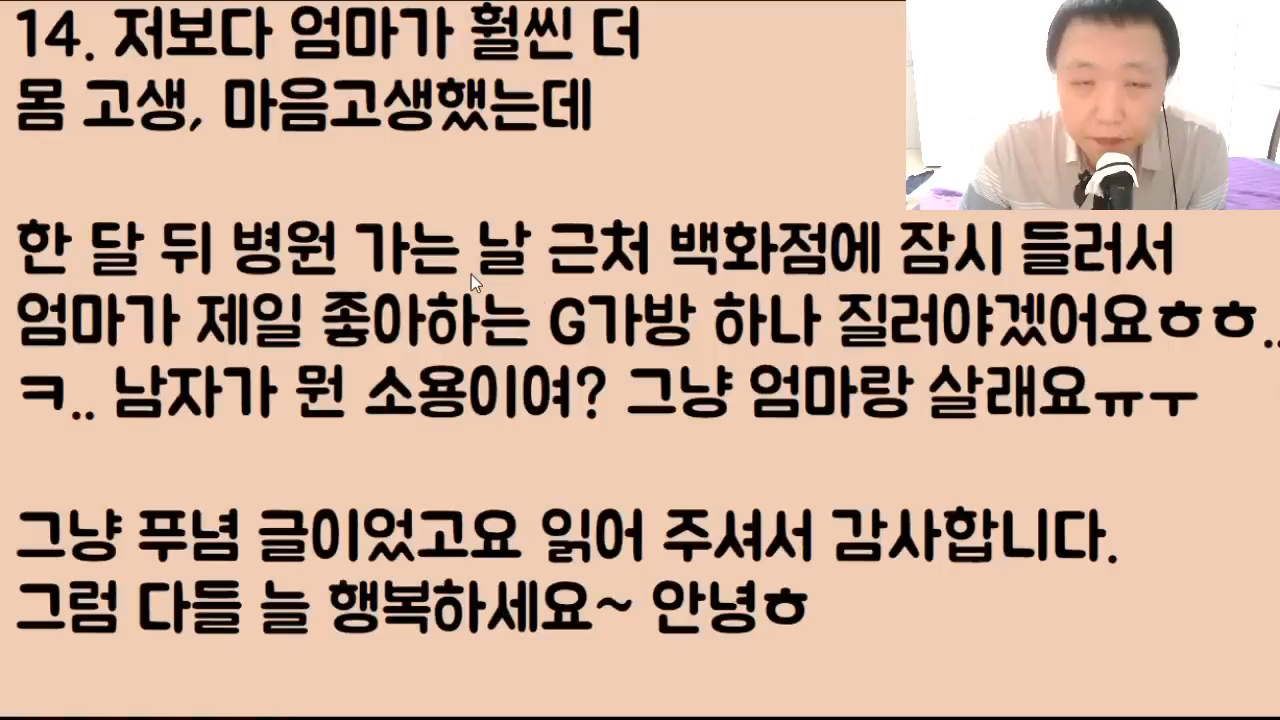 14. 저보다 엄마가 훨씬 더
몸 고생, 마음고생했는데
한 달 뒤 병원 가는 날 근처 백화점에 잠시 들러서
엄마가 제일 좋아하는 G가방 하나 질러야겠어요ㅎㅎ..
ㅋ.. 남자가 뭔 소용이여? 그냥 엄마랑 살래요ㅠㅜ
그냥 푸념 글이었고요 읽어 주셔서 감사합니다.
그럼 다들 늘 행복하세요~ 안녕ㅎ